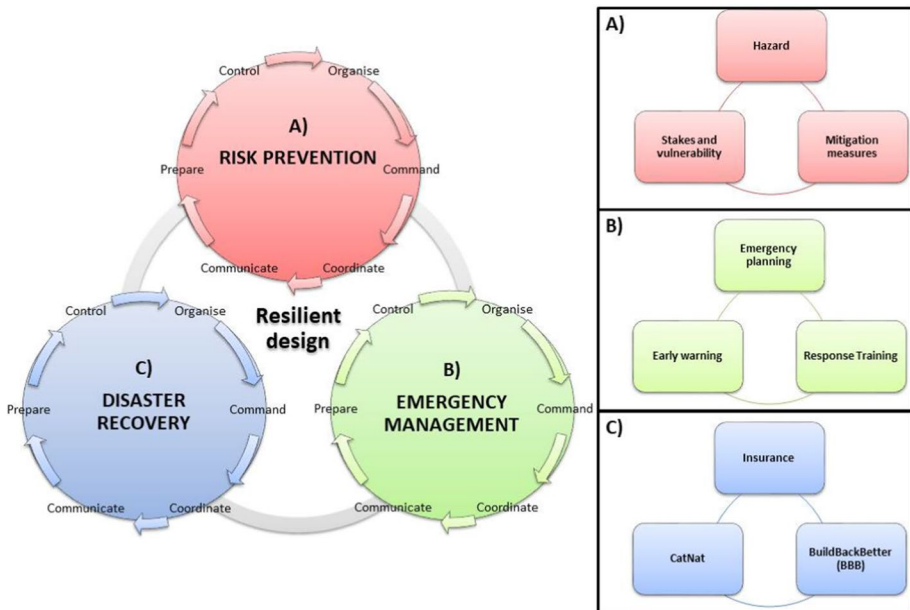 Control
Organise
A)
RISK PREVENTION
Prepare
Command
Communicate
Coordinate
Resilient
design
Control
Organise
C)
DISASTER
RECOVERY
Prepare
Command
Communicate
Coordinate
Control
Organise
B)
EMERGENCY
MANAGEMENT
Prepare
Command
Communicate
Coordinate
A)
Hazard
Stakes and
vulnerability
Mitigation
measures
B)
Emergency
planning
Early warning
Response Training
C)
Insurance
CatNat
BuildBackBetter
(BBB)